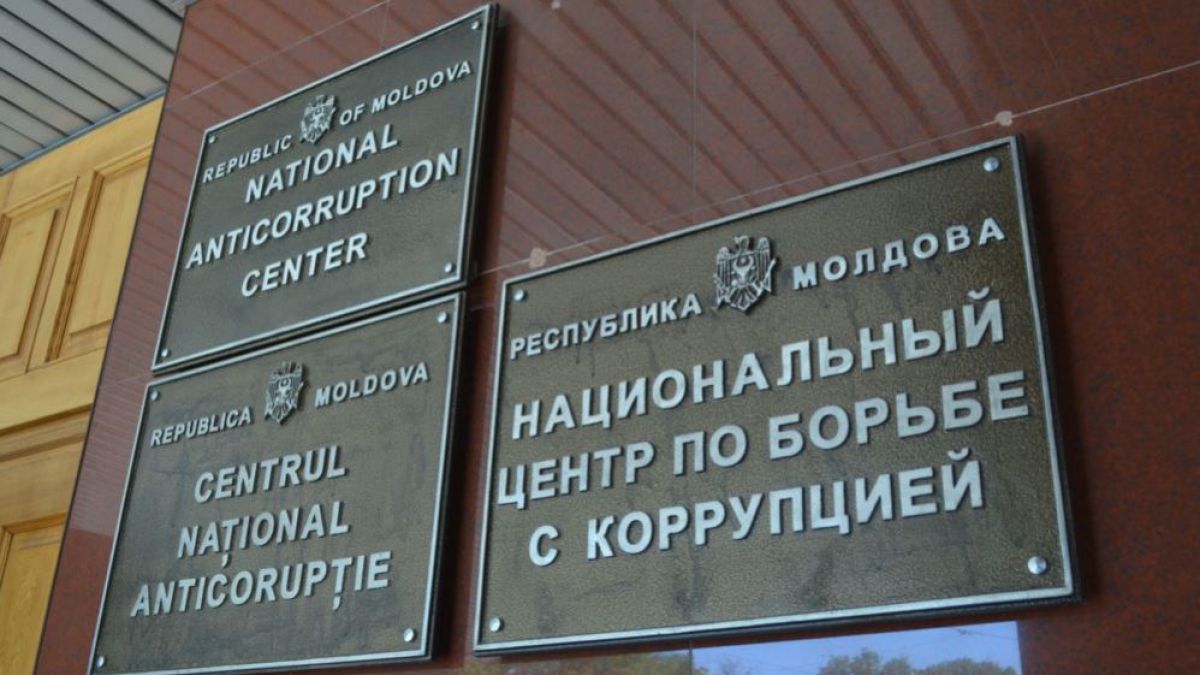 REPUBLIC OF MOLDOVA
NATIONAL
ANTICORRUPTION
CENTER
REPUBLICA MOLDOVA
CENTRUL
NAȚIONAL
ANTICORUPȚIE
РЕСПУБЛИКА МОЛДОВА
НАЦИОНАЛЬНЫЙ
ЦЕНТР ПО БОРЬБЕ
С КОРРУПЦИЕЙ